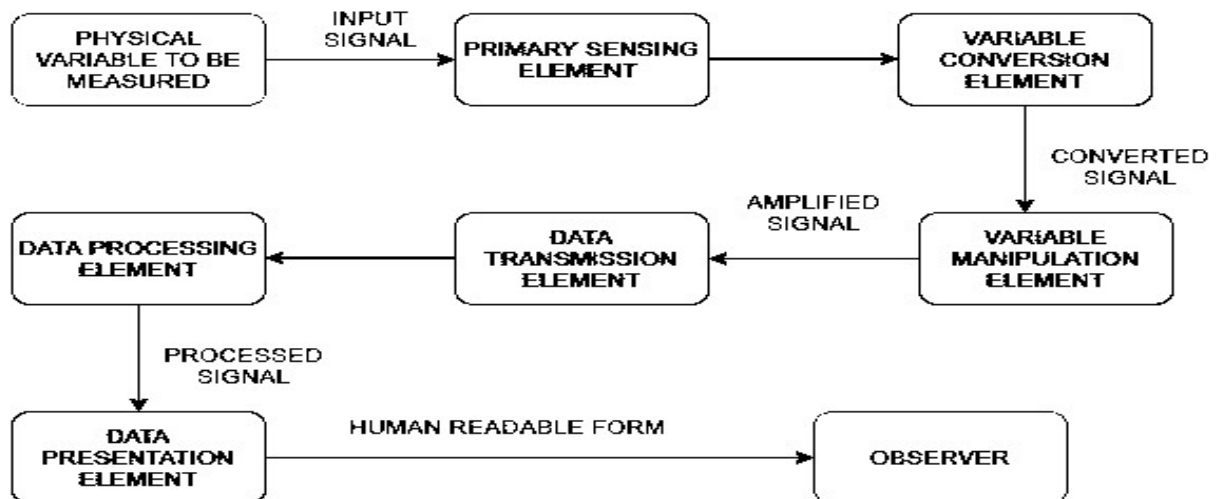 PHYSICAL
VARIABLE TO BE
MEASURED
INPUT
SIGNAL
PRIMARY SENSING
ELEMENT
VARIABLE
CONVERSION
ELEMENT
CONVERTED
SIGNAL
VARIABLE
MANIPULATION
ELEMENT
AMPLIFIED
SIGNAL
DATA
TRANSMISSION
ELEMENT
DATA PROCESSING
ELEMENT
PROCESSED
SIGNAL
DATA
PRESENTATION
ELEMENT
HUMAN READABLE FORM
OBSERVER